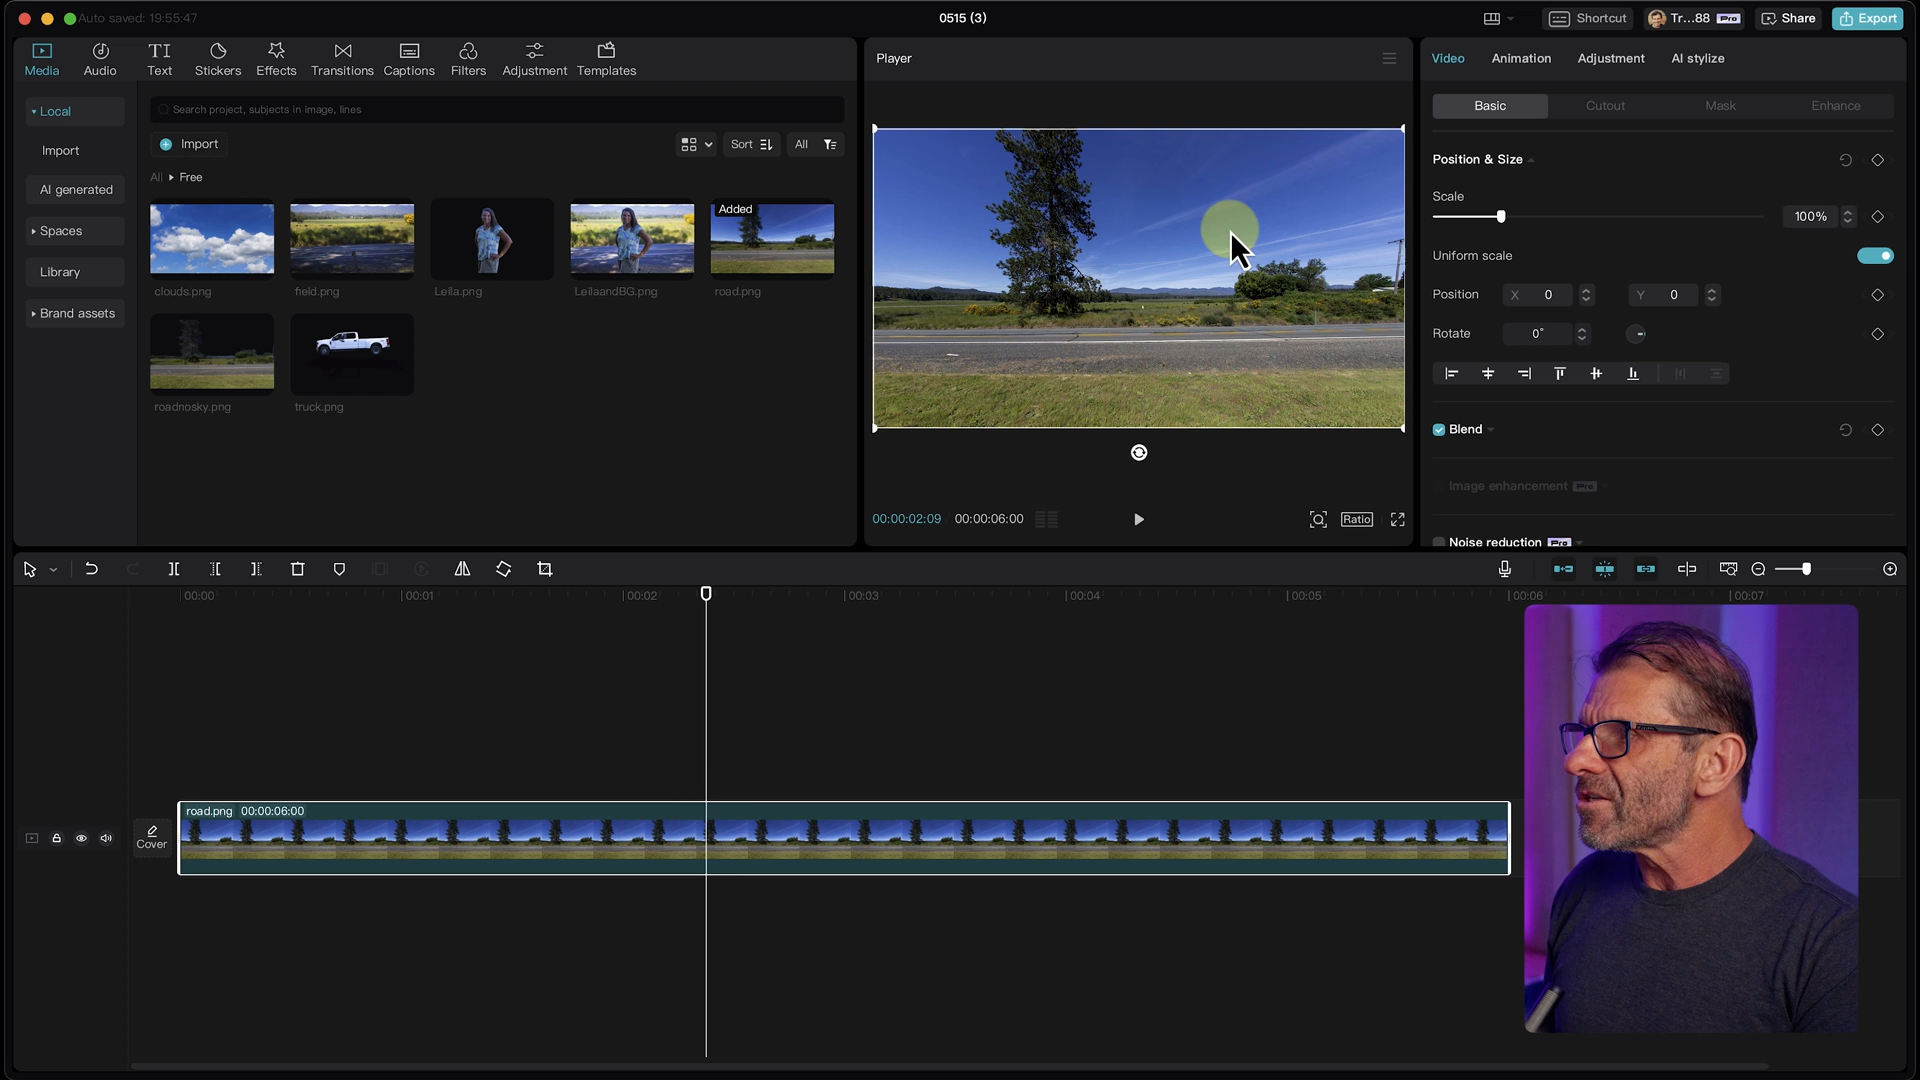 Auto saved: 19:55:47
0515 (3)
Shortcut
Tr...88 Pro
Share
Export
Media
Audio
TI
Text
Stickers
Effects
Transitions
Captions
Filters
Adjustment
Templates
Local
Import
AI generated
Spaces
Library
Brand assets
Search project, subjects in image, lines
Import
Sort
All
All Free
clouds.png
field.png
Leila.png
LeilaandBG.png
Added
road.png
roadnosky.png
truck.png
Player
00:00:02:09 00:00:06:00
Ratio
Video
Animation
Adjustment
AI stylize
Basic
Cutout
Mask
Enhance
Position & Size
Scale
100%
Uniform scale
Position X 0 Y 0
Rotate 0°
Blend
Image enhancement Pro
Noise reduction Pro
00:00
00:01
00:02
00:03
00:04
00:05
00:06
00:07
road.png 00:00:06:00
Cover